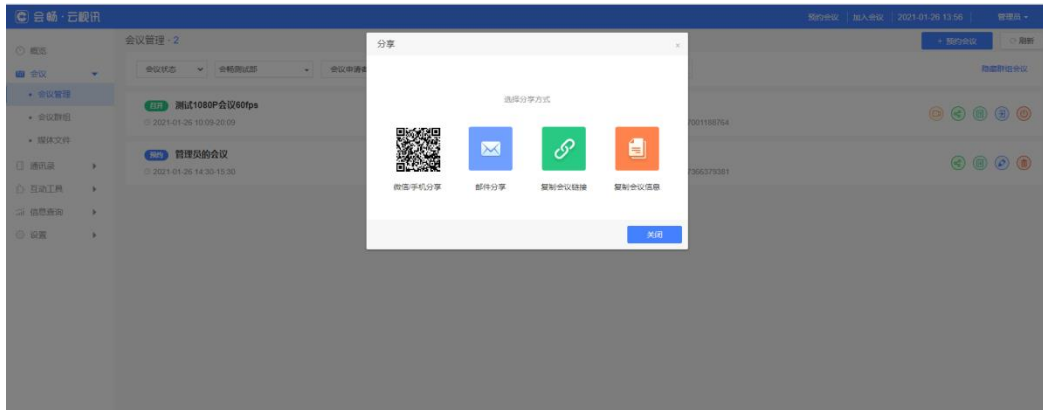 会畅·云视讯
预约会议 加入会议 2021-01-26 13:56 管理员
概览
会议
会议管理
会议群组
媒体文件
通讯录
互动工具
信息查询
设置
会议管理 - 2
+ 预约会议 刷新
会议状态 会畅测试部 会议申请者
隐藏群组会议
召开 测试1080P会议60fps
2021-01-26 10:09-20:09
预约 管理员的会议
2021-01-26 14:30-15:30
分享 ×
选择分享方式
微信/手机分享 邮件分享 复制会议链接 复制会议信息
关闭